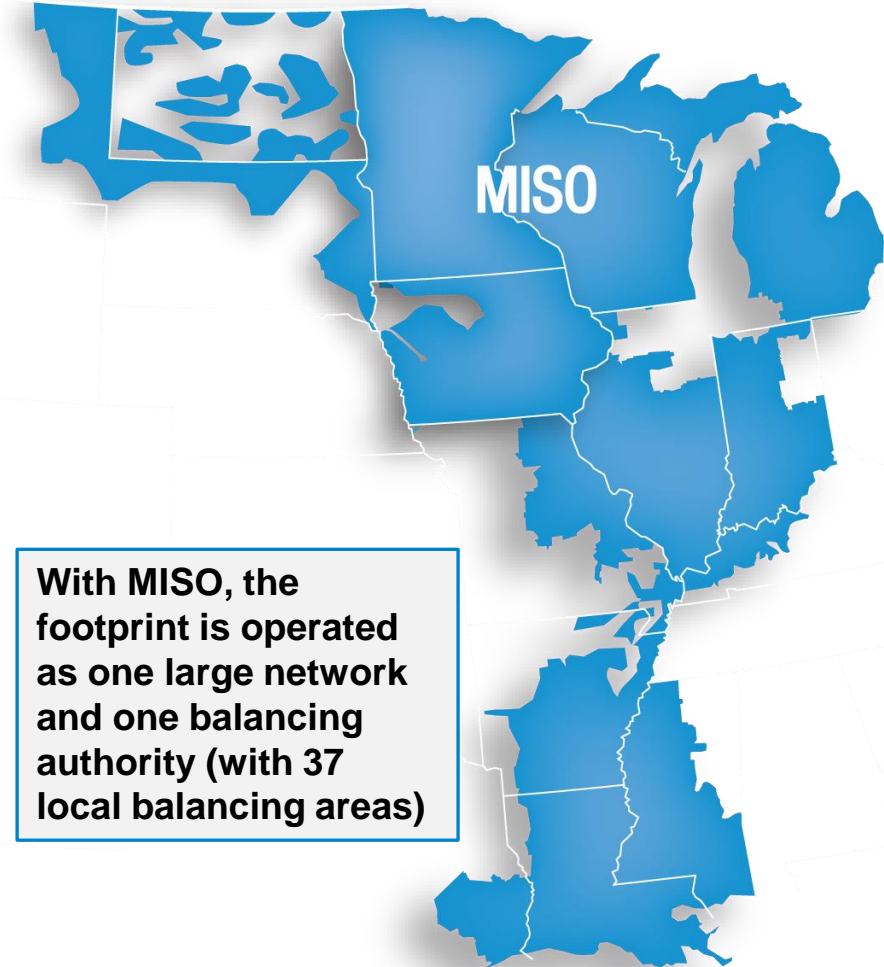 MISO
With MISO, the
footprint is operated
as one large network
and one balancing
authority (with 37
local balancing areas)